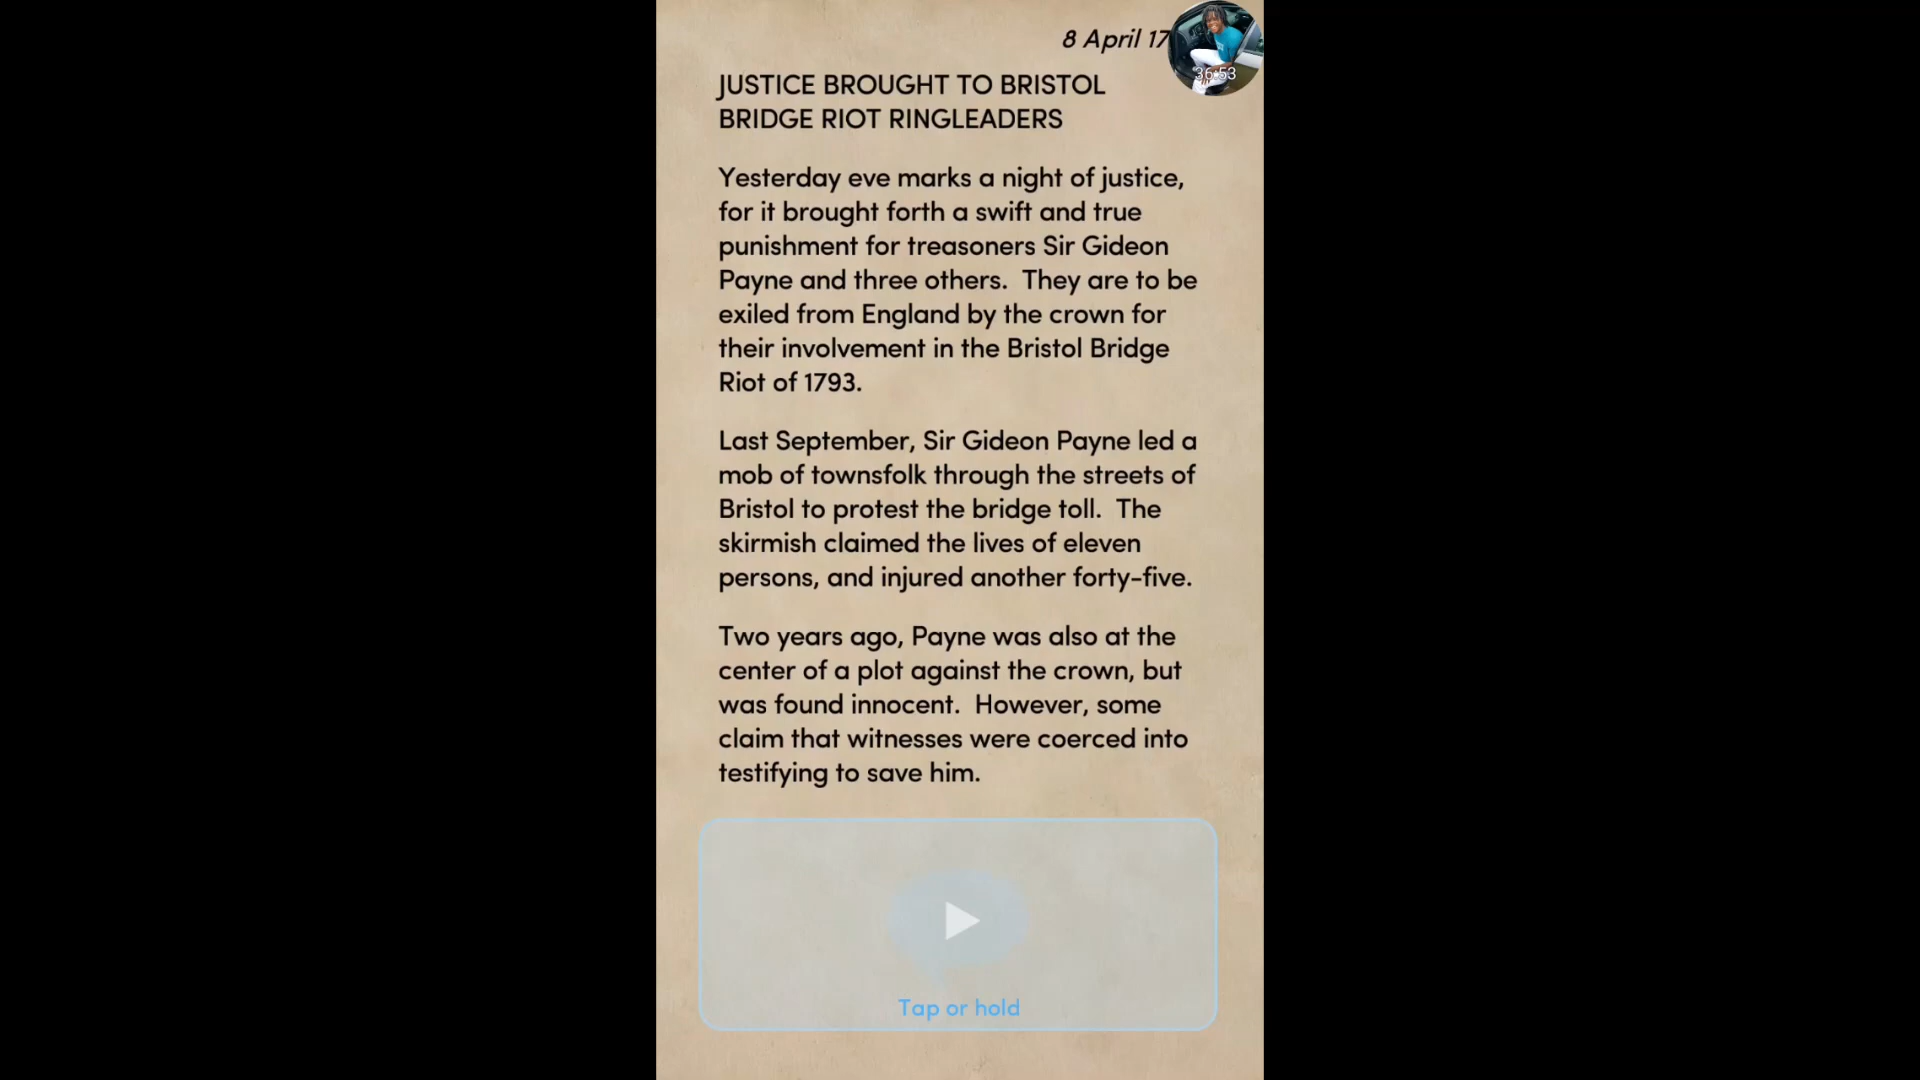 8 April 17
36:53
JUSTICE BROUGHT TO BRISTOL
BRIDGE RIOT RINGLEADERS
Yesterday eve marks a night of justice,
for it brought forth a swift and true
punishment for treasoners Sir Gideon
Payne and three others.  They are to be
exiled from England by the crown for
their involvement in the Bristol Bridge
Riot of 1793.
Last September, Sir Gideon Payne led a
mob of townsfolk through the streets of
Bristol to protest the bridge toll.  The
skirmish claimed the lives of eleven
persons, and injured another forty-five.
Two years ago, Payne was also at the
center of a plot against the crown, but
was found innocent.  However, some
claim that witnesses were coerced into
testifying to save him.
Tap or hold